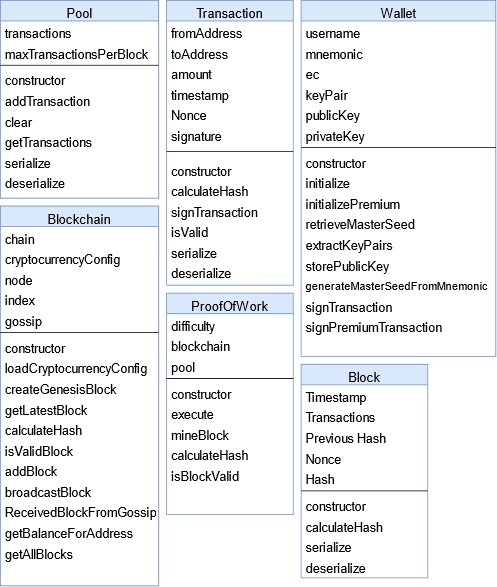 Pool
transactions
maxTransactionsPerBlock
constructor
addTransaction
clear
getTransactions
serialize
deserialize
Blockchain
chain
cryptocurrencyConfig
node
index
gossip
constructor
loadCryptocurrencyConfig
createGenesisBlock
getLatestBlock
calculateHash
isValidBlock
addBlock
broadcastBlock
ReceivedBlockFromGossip
getBalanceForAddress
getAllBlocks
Transaction
fromAddress
toAddress
amount
timestamp
Nonce
signature
constructor
calculateHash
signTransaction
isValid
serialize
deserialize
ProofOfWork
difficulty
blockchain
pool
constructor
execute
mineBlock
calculateHash
isBlockValid
Wallet
username
mnemonic
ec
keyPair
publicKey
privateKey
constructor
initialize
initializePremium
retrieveMasterSeed
extractKeyPairs
storePublicKey
generateMasterSeedFromMnemonic
signTransaction
signPremiumTransaction
Block
Timestamp
Transactions
Previous Hash
Nonce
Hash
constructor
calculateHash
serialize
deserialize